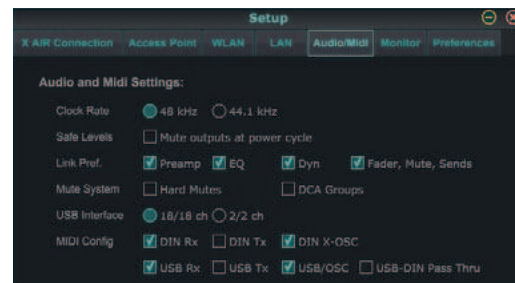 Setup
X AIR Connection Access Point WLAN LAN Audio/Midi Monitor Preferences
Audio and Midi Settings:
Clock Rate 48 kHz 44.1 kHz
Safe Levels Mute outputs at power cycle
Link Pref. Preamp EQ Dyn Fader, Mute, Sends
Mute System Hard Mutes DCA Groups
USB Interface 18/18 ch 2/2 ch
MIDI Config DIN Rx DIN Tx DIN X-OSC
USB Rx USB Tx USB/OSC USB-DIN Pass Thru